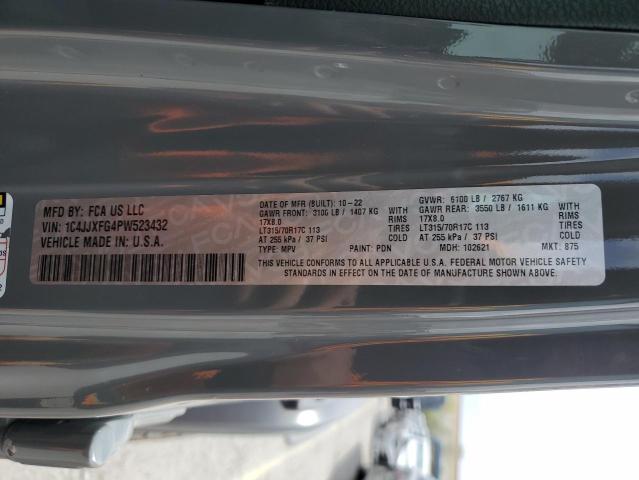 MFD BY: FCA US LLC
VIN: 1C4JJXFG4PW523432
VEHICLE MADE IN U.S.A.
DATE OF MFR (BUILT): 10-22
GAWR FRONT: 3100 LB / 1407 KG
17X8.0 WITH RIMS
LT315/70R17C 113 TIRES
AT 255 kPa / 37 PSI COLD
GVWR: 6100 LB / 2767 KG
GAWR REAR: 3550 LB / 1611 KG
17X8.0 WITH RIMS
LT315/70R17C 113 TIRES
AT 255 kPa / 37 PSI COLD
TYPE: MPV PAINT: PDN MDH: 102621 MKT: 875
THIS VEHICLE CONFORMS TO ALL APPLICABLE U.S.A. FEDERAL MOTOR VEHICLE SAFETY
STANDARDS IN EFFECT ON THE DATE OF MANUFACTURE SHOWN ABOVE.